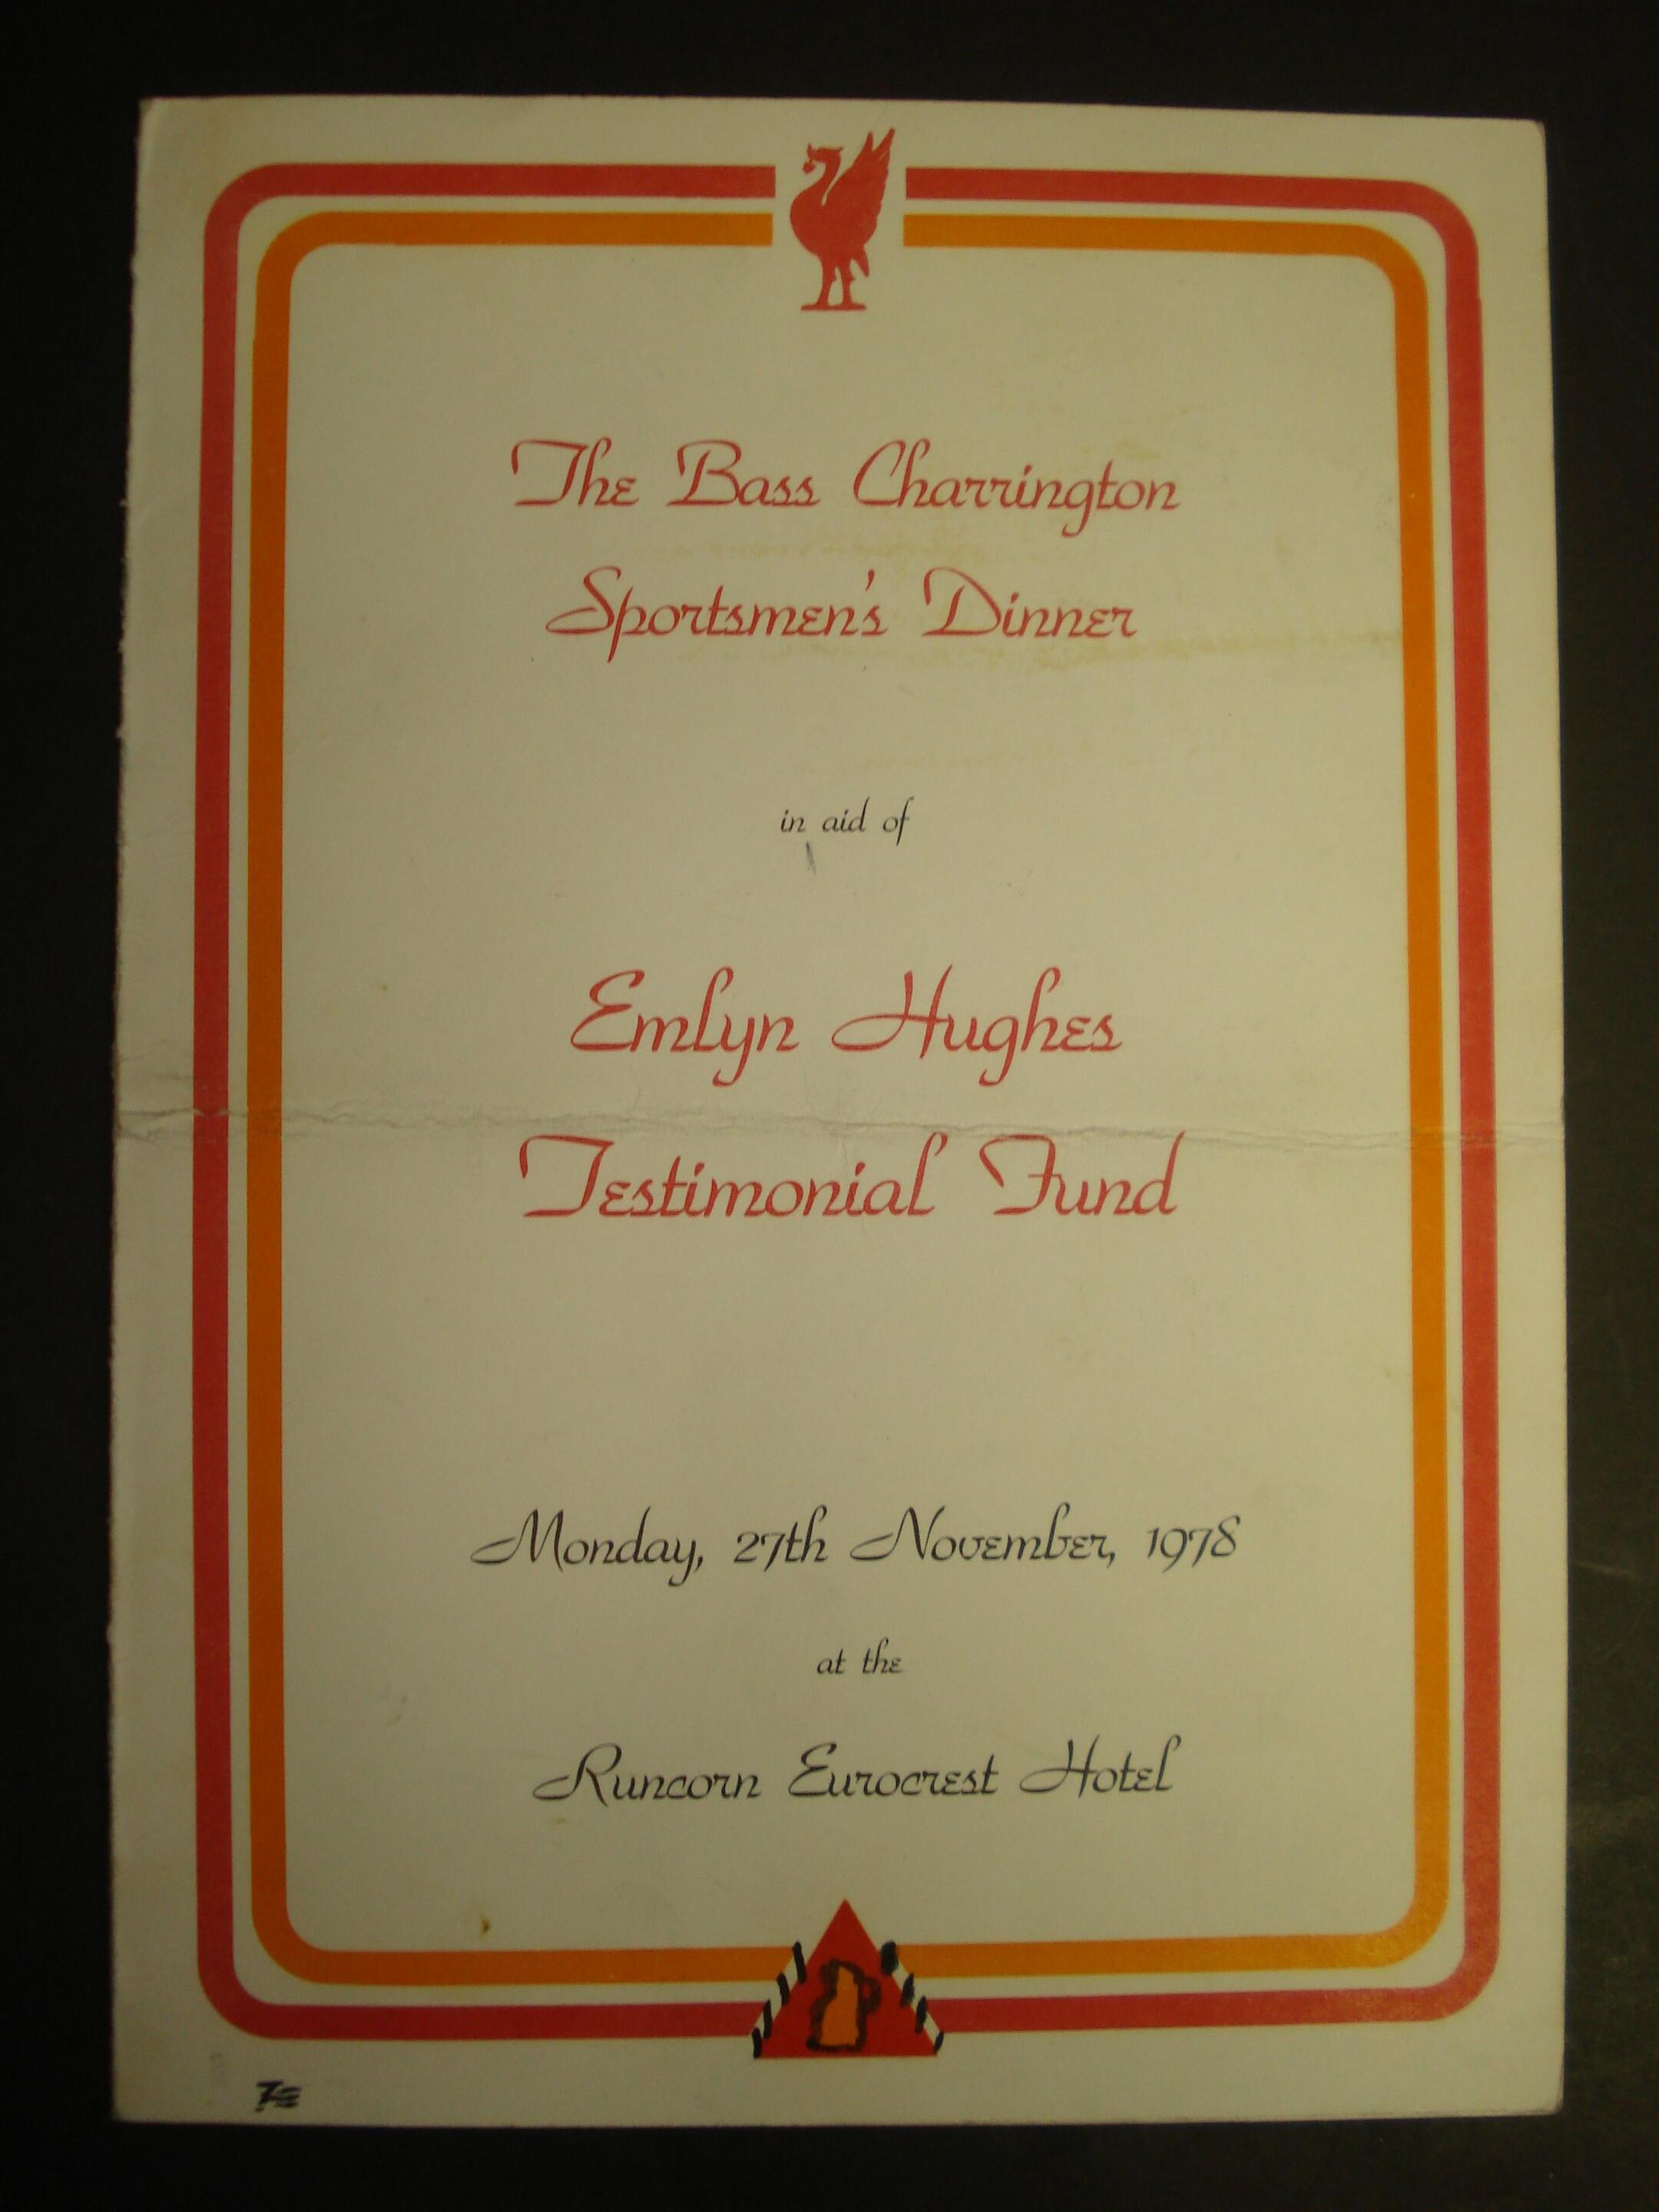 The Bass Charrington
Sportsmen's Dinner
in aid of
Emlyn Hughes
Testimonial Fund
Monday, 27th November, 1978
at the
Runcorn Eurocrest Hotel